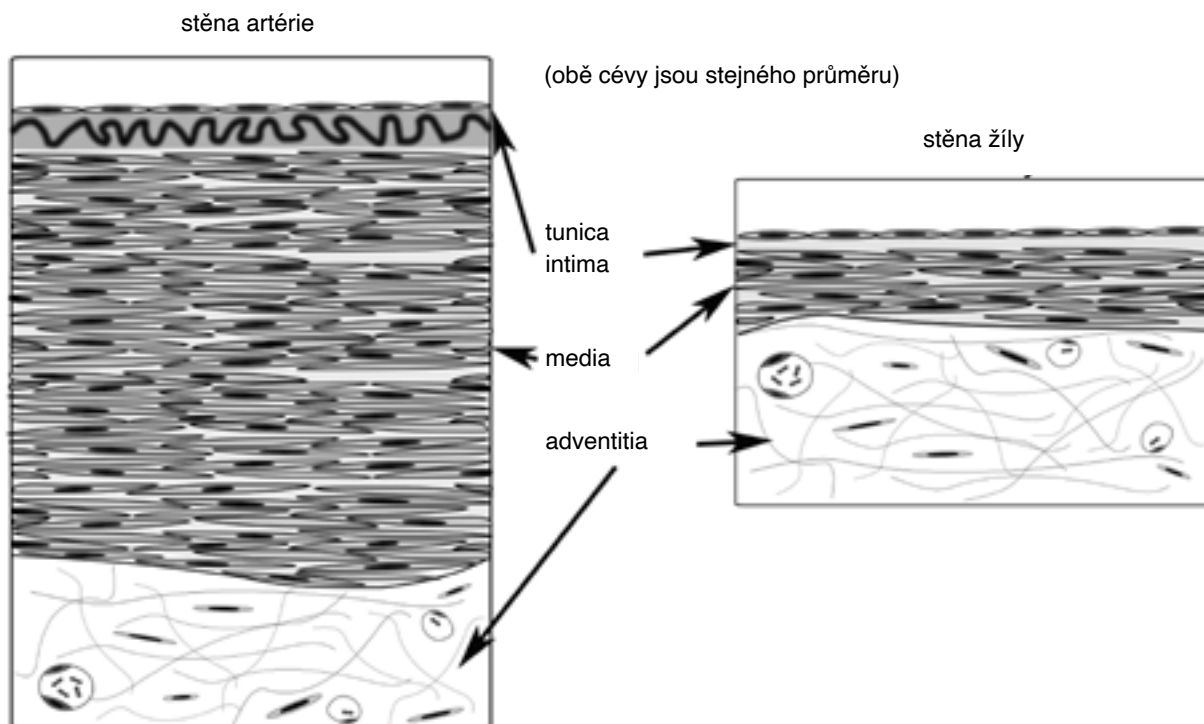 stěna artérie
(obě cévy jsou stejného průměru)
stěna žíly
tunica
intima
media
adventitia